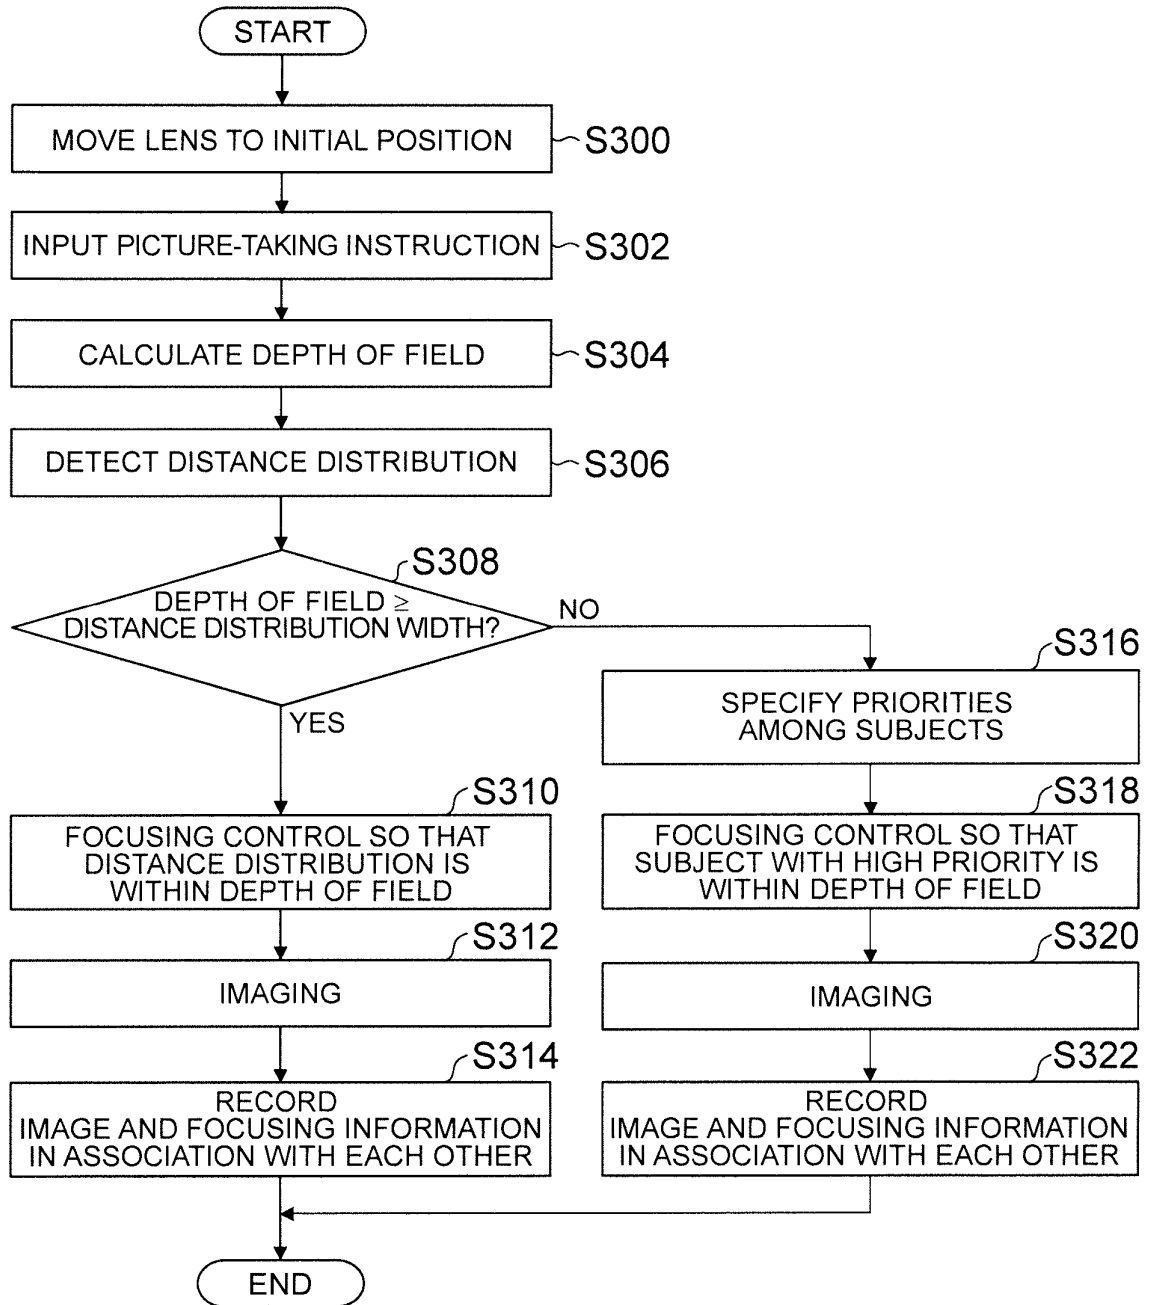 START
MOVE LENS TO INITIAL POSITION
S300
INPUT PICTURE-TAKING INSTRUCTION
S302
CALCULATE DEPTH OF FIELD
S304
DETECT DISTANCE DISTRIBUTION
S306
S308
DEPTH OF FIELD ≥
DISTANCE DISTRIBUTION WIDTH?
NO
YES
S310
FOCUSING CONTROL SO THAT
DISTANCE DISTRIBUTION IS
WITHIN DEPTH OF FIELD
S312
IMAGING
S314
RECORD
IMAGE AND FOCUSING INFORMATION
IN ASSOCIATION WITH EACH OTHER
S316
SPECIFY PRIORITIES
AMONG SUBJECTS
S318
FOCUSING CONTROL SO THAT
SUBJECT WITH HIGH PRIORITY IS
WITHIN DEPTH OF FIELD
S320
IMAGING
S322
RECORD
IMAGE AND FOCUSING INFORMATION
IN ASSOCIATION WITH EACH OTHER
END